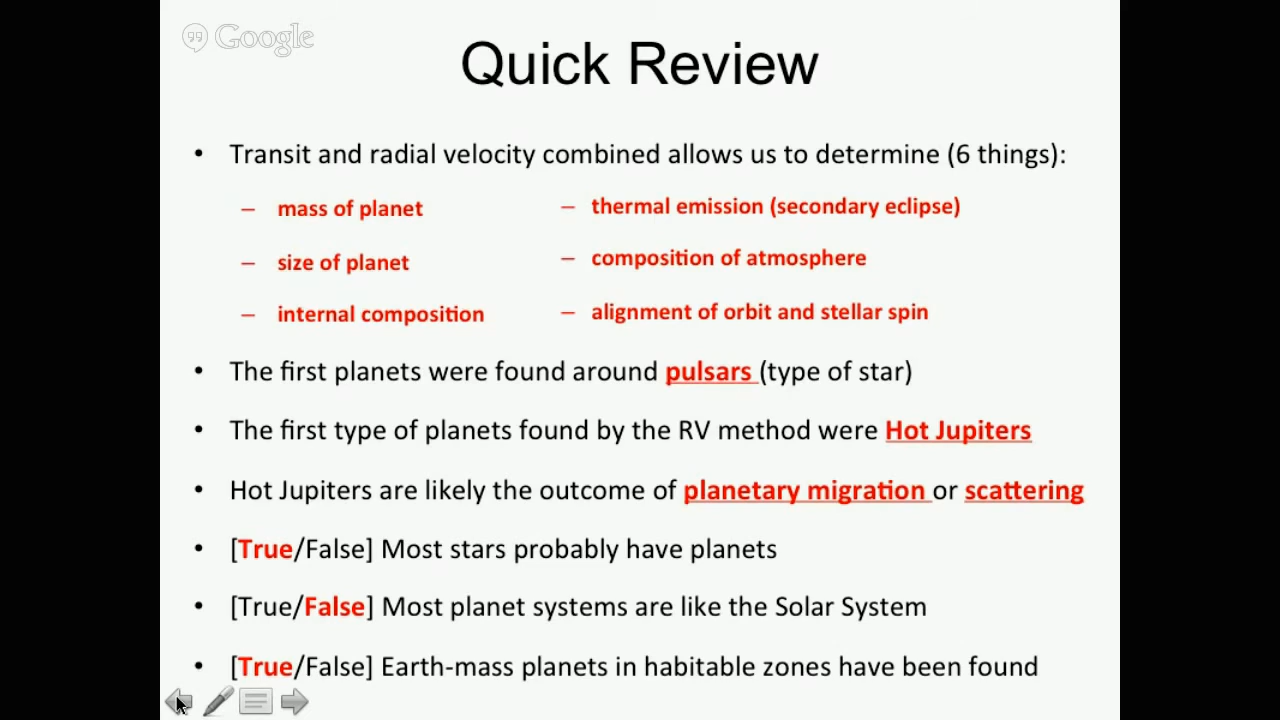 Google
Quick Review
• Transit and radial velocity combined allows us to determine (6 things):
– mass of planet
– size of planet
– internal composition
– thermal emission (secondary eclipse)
– composition of atmosphere
– alignment of orbit and stellar spin
• The first planets were found around pulsars (type of star)
• The first type of planets found by the RV method were Hot Jupiters
• Hot Jupiters are likely the outcome of planetary migration or scattering
• [True/False] Most stars probably have planets
• [True/False] Most planet systems are like the Solar System
• [True/False] Earth-mass planets in habitable zones have been found